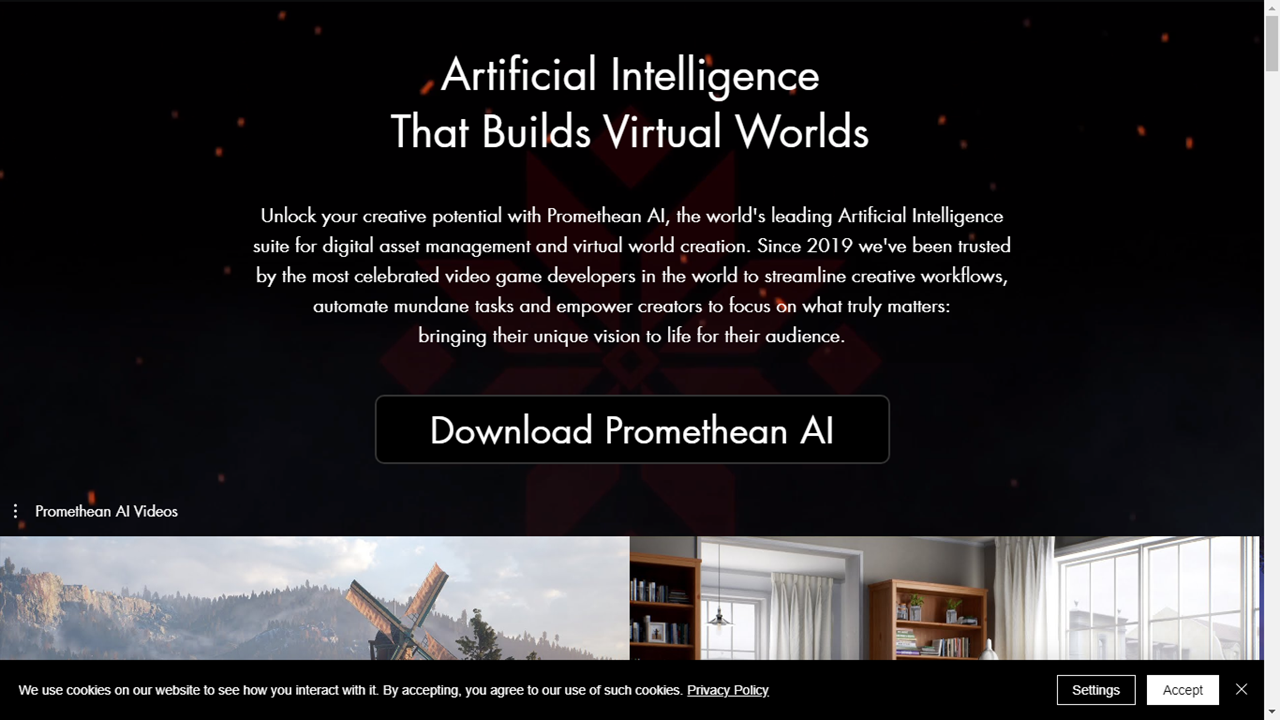 Artificial Intelligence
That Builds Virtual Worlds
Unlock your creative potential with Promethean AI, the world's leading Artificial Intelligence
suite for digital asset management and virtual world creation. Since 2019 we've been trusted
by the most celebrated video game developers in the world to streamline creative workflows,
automate mundane tasks and empower creators to focus on what truly matters:
bringing their unique vision to life for their audience.
Download Promethean AI
Promethean AI Videos
We use cookies on our website to see how you interact with it. By accepting, you agree to our use of such cookies. Privacy Policy
Settings
Accept